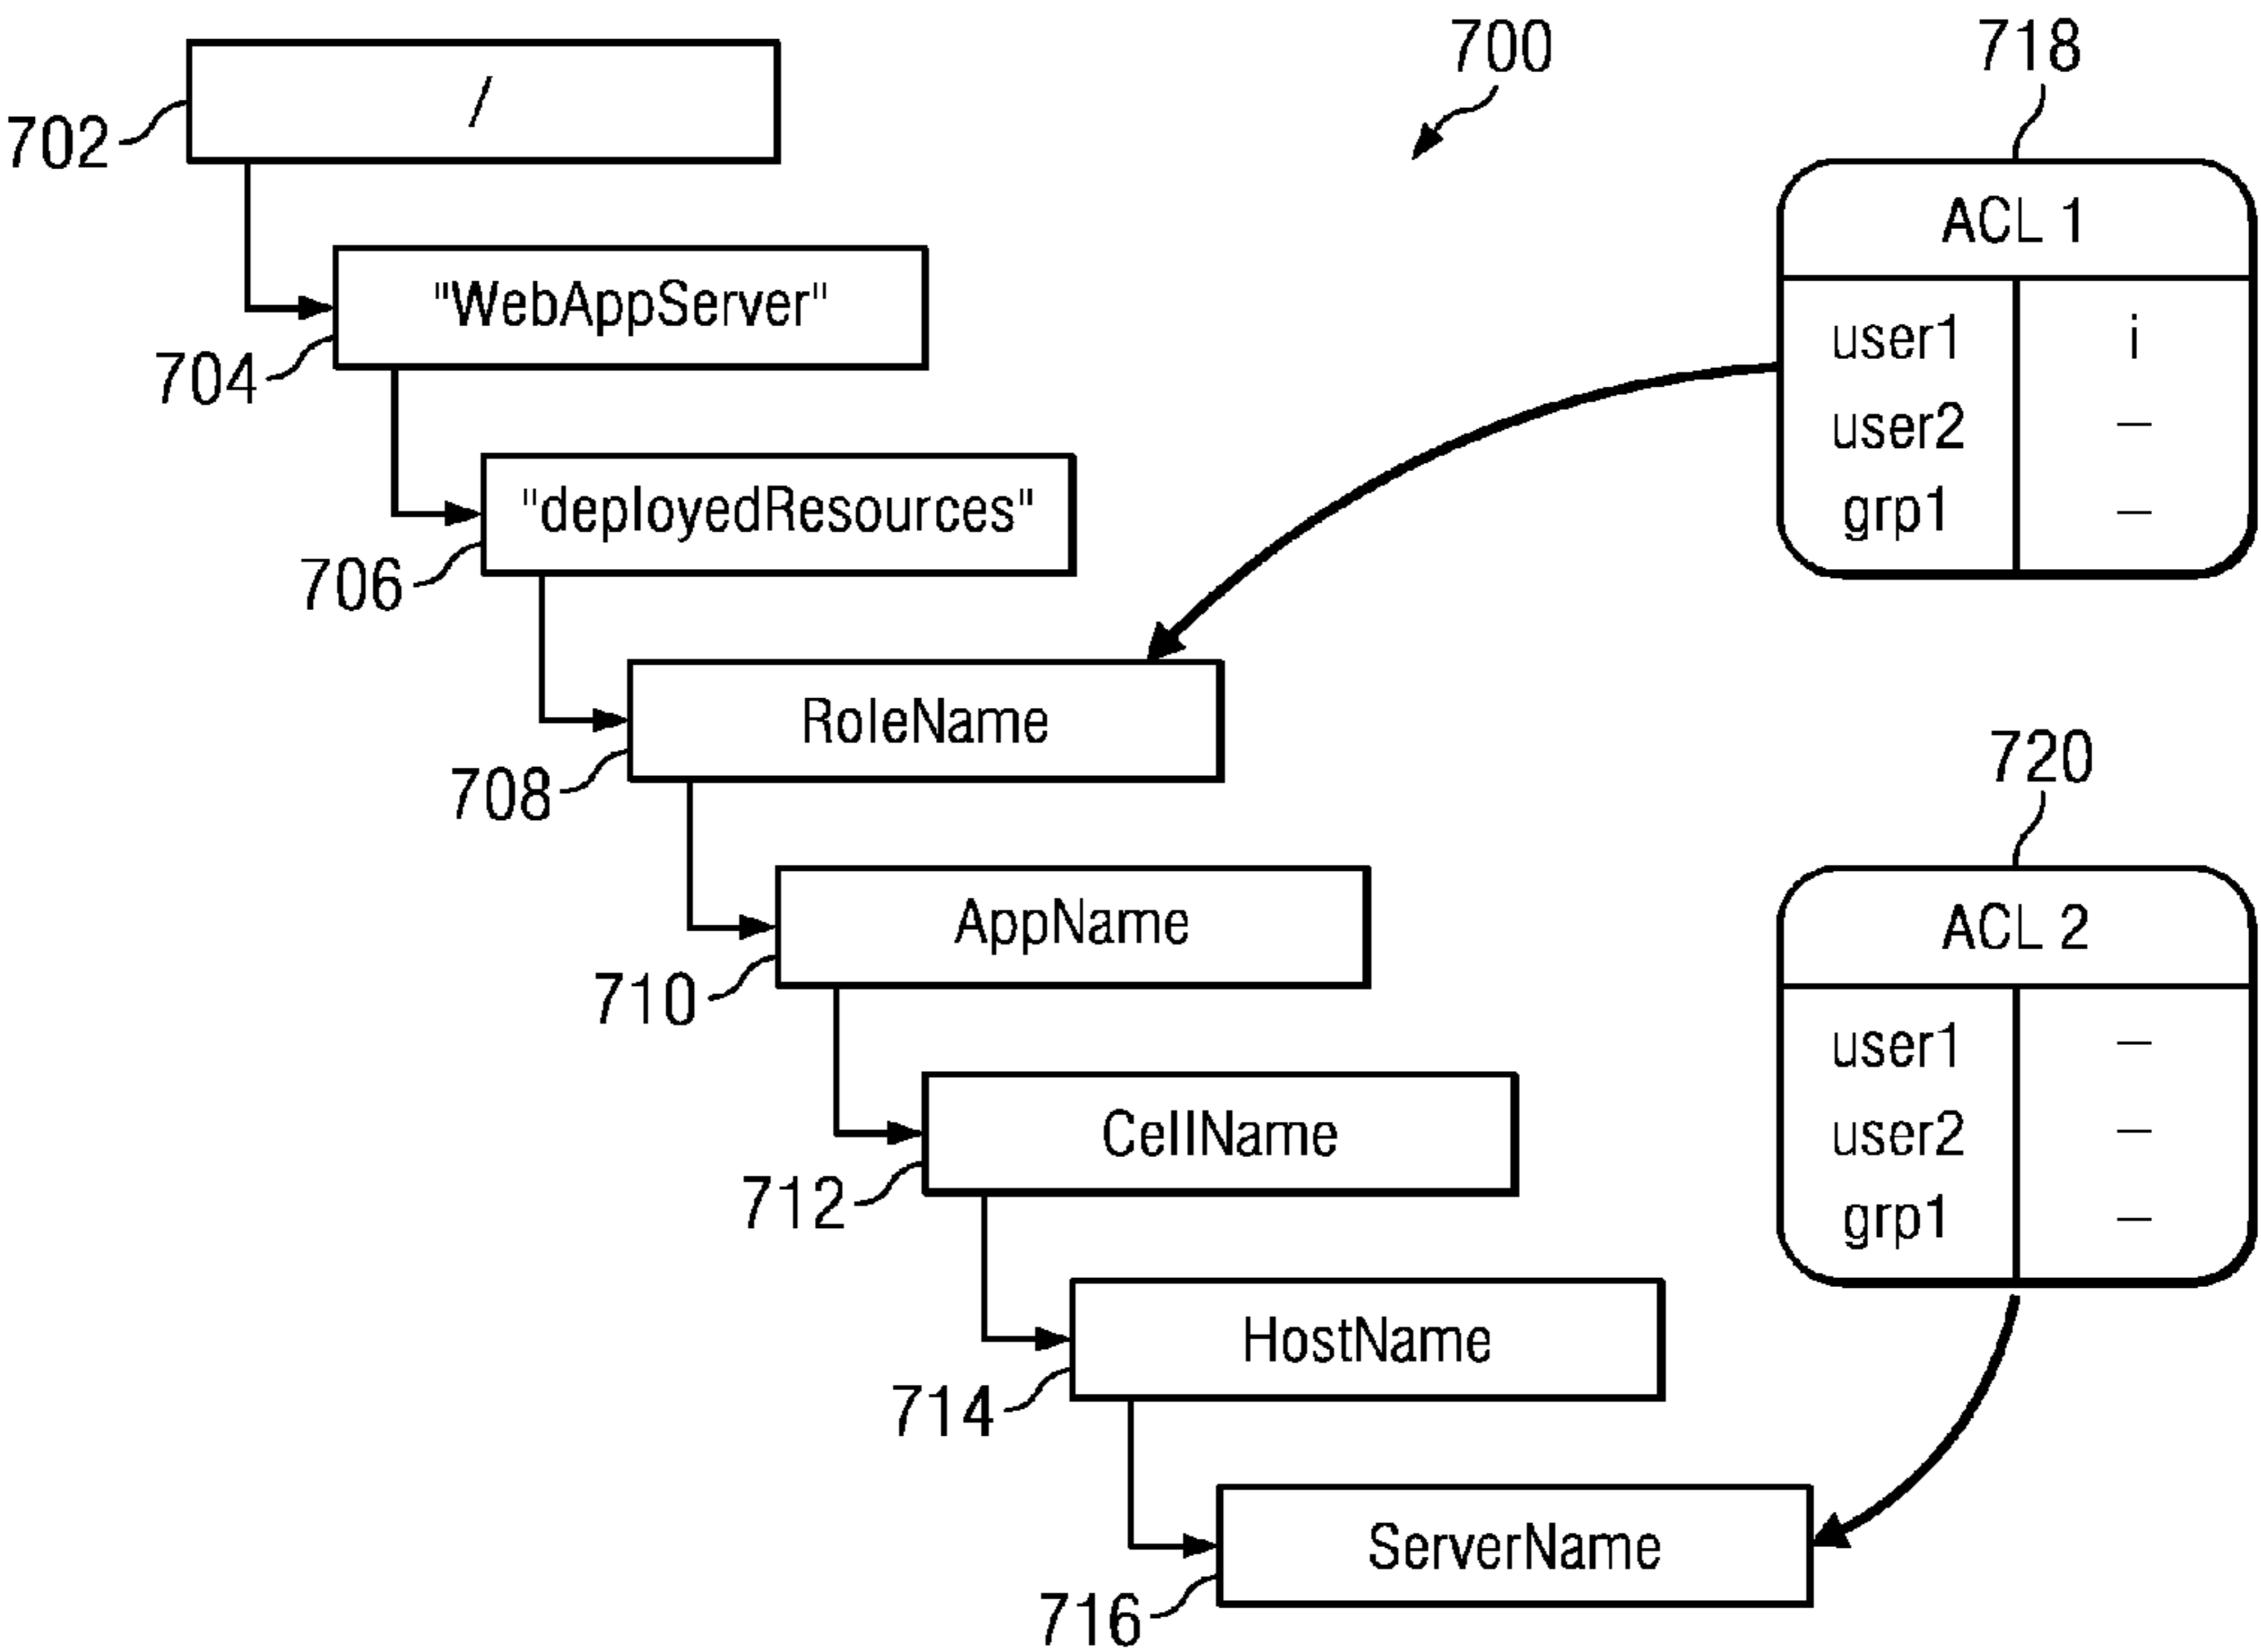 700
718
/
702
ACL 1
"WebAppServer"
704
user1 i
user2 –
grp1 –
"deployedResources"
706
RoleName
708
720
AppName
710
ACL 2
user1 –
user2 –
grp1 –
CellName
712
HostName
714
ServerName
716